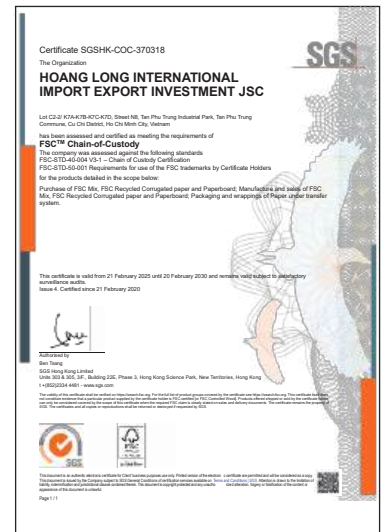 Certificate SGSHK-COC-370318
SGS
The Organization
HOANG LONG INTERNATIONAL
IMPORT EXPORT INVESTMENT JSC
Lot C2-2/ K7A-K7B-K7C-K7D, Street N8, Tan Phu Trung Industrial Park, Tan Phu Trung
Commune, Cu Chi District, Ho Chi Minh City, Vietnam
has been assessed and certified as meeting the requirements of
FSC™ Chain-of-Custody
The company was assessed against the following standards
FSC-STD-40-004 V3-1 – Chain of Custody Certification
FSC-STD-50-001 Requirements for use of the FSC trademarks by Certificate Holders
for the products detailed in the scope below:
Purchase of FSC Mix, FSC Recycled Corrugated paper and Paperboard; Manufacture and sales of FSC
Mix, FSC Recycled Corrugated paper and Paperboard; Packaging and wrappings of Paper under transfer
system.
This certificate is valid from 21 February 2025 until 20 February 2030 and remains valid subject to satisfactory
surveillance audits.
Issue 4. Certified since 21 February 2020
Authorised by
Ben Tsang
SGS Hong Kong Limited
Units 303 & 305, 3/F., Building 22E, Phase 3, Hong Kong Science Park, New Territories, Hong Kong
t +(852)2334 4481 - www.sgs.com
SGS
FSC
Page 1 / 1